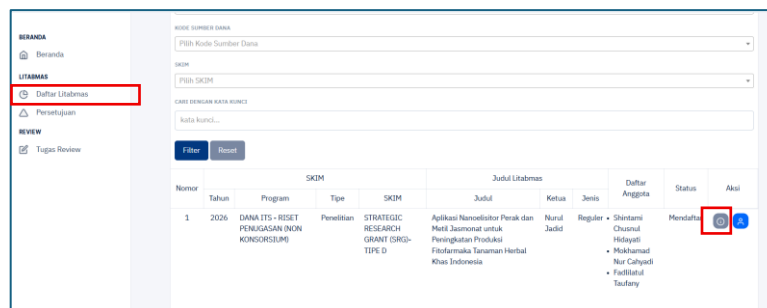 BERANDA
Beranda
LITABMAS
Daftar Litabmas
Persetujuan
REVIEW
Tugas Review
KODE SUMBER DANA
Pilih Kode Sumber Dana
SKIM
Pilih SKIM
CARI DENGAN KATA KUNCI
kata kunci...
Filter Reset
Nomor SKIM Judul Litabmas Daftar Anggota Status Aksi
Tahun Program Tipe SKIM Judul Ketua Jenis
1 2026 DANA ITS - RISET PENUGASAN (NON KONSORSIUM) Penelitian STRATEGIC RESEARCH GRANT (SRG)- TIPE D Aplikasi Nanoelisitor Perak dan Metil Jasmonat untuk Peningkatan Produksi Fitofarmaka Tanaman Herbal Khas Indonesia Nurul Jadid Reguler
• Shintami Chusnul Hidayati
• Mokhamad Nur Cahyadi
• Fadlilatul Taufany
Mendaftar